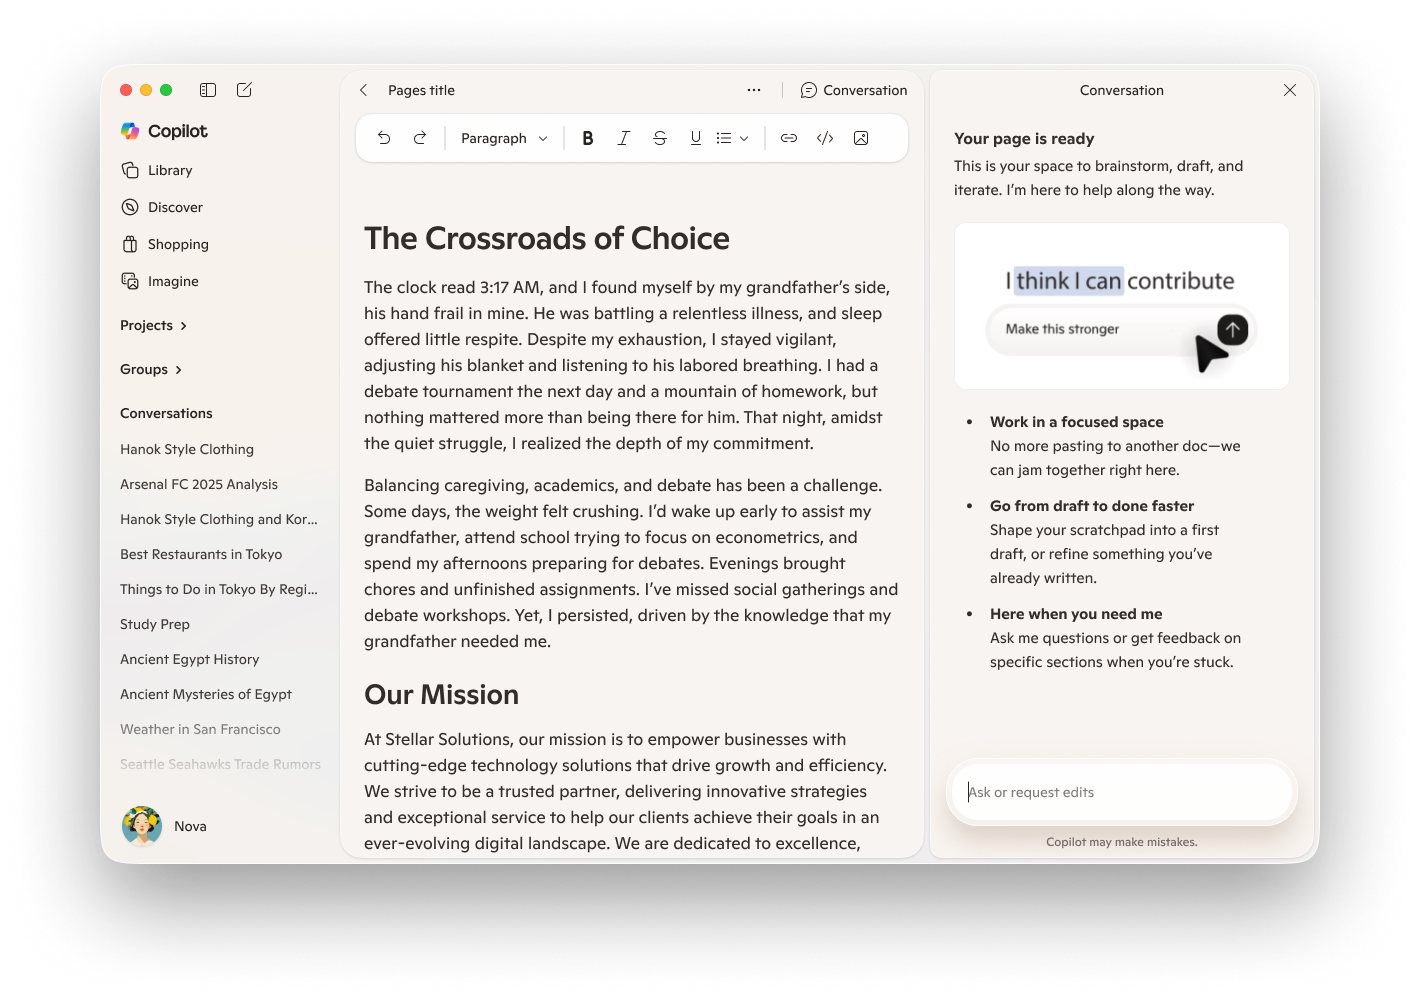 Copilot
Library
Discover
Shopping
Imagine
Projects
Groups
Conversations
Hanok Style Clothing
Arsenal FC 2025 Analysis
Hanok Style Clothing and Kor...
Best Restaurants in Tokyo
Things to Do in Tokyo By Regi...
Study Prep
Ancient Egypt History
Ancient Mysteries of Egypt
Weather in San Francisco
Seattle Seahawks Trade Rumors
Nova
Pages title
Conversation
Paragraph
B I S U
The Crossroads of Choice
The clock read 3:17 AM, and I found myself by my grandfather’s side,
his hand frail in mine. He was battling a relentless illness, and sleep
offered little respite. Despite my exhaustion, I stayed vigilant,
adjusting his blanket and listening to his labored breathing. I had a
debate tournament the next day and a mountain of homework, but
nothing mattered more than being there for him. That night, amidst
the quiet struggle, I realized the depth of my commitment.
Balancing caregiving, academics, and debate has been a challenge.
Some days, the weight felt crushing. I’d wake up early to assist my
grandfather, attend school trying to focus on econometrics, and
spend my afternoons preparing for debates. Evenings brought
chores and unfinished assignments. I’ve missed social gatherings and
debate workshops. Yet, I persisted, driven by the knowledge that my
grandfather needed me.
Our Mission
At Stellar Solutions, our mission is to empower businesses with
cutting-edge technology solutions that drive growth and efficiency.
We strive to be a trusted partner, delivering innovative strategies
and exceptional service to help our clients achieve their goals in an
ever-evolving digital landscape. We are dedicated to excellence,
Conversation
Your page is ready
This is your space to brainstorm, draft, and
iterate. I’m here to help along the way.
I think I can contribute
Make this stronger
• Work in a focused space
No more pasting to another doc—we
can jam together right here.
• Go from draft to done faster
Shape your scratchpad into a first
draft, or refine something you’ve
already written.
• Here when you need me
Ask me questions or get feedback on
specific sections when you’re stuck.
Ask or request edits
Copilot may make mistakes.